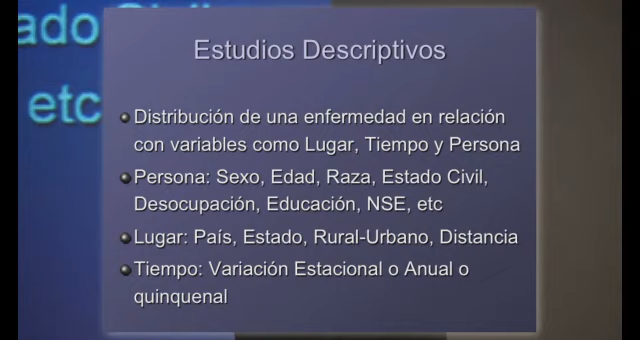 ado Civil
etc
Estudios Descriptivos
Distribución de una enfermedad en relación
con variables como Lugar, Tiempo y Persona
Persona: Sexo, Edad, Raza, Estado Civil,
Desocupación, Educación, NSE, etc
Lugar: País, Estado, Rural-Urbano, Distancia
Tiempo: Variación Estacional o Anual o
quinquenal